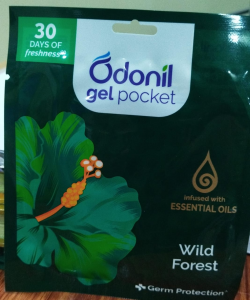 30
DAYS OF
freshness
Odonil
gel pocket
infused with
ESSENTIAL OILS
Wild
Forest
Germ Protection*